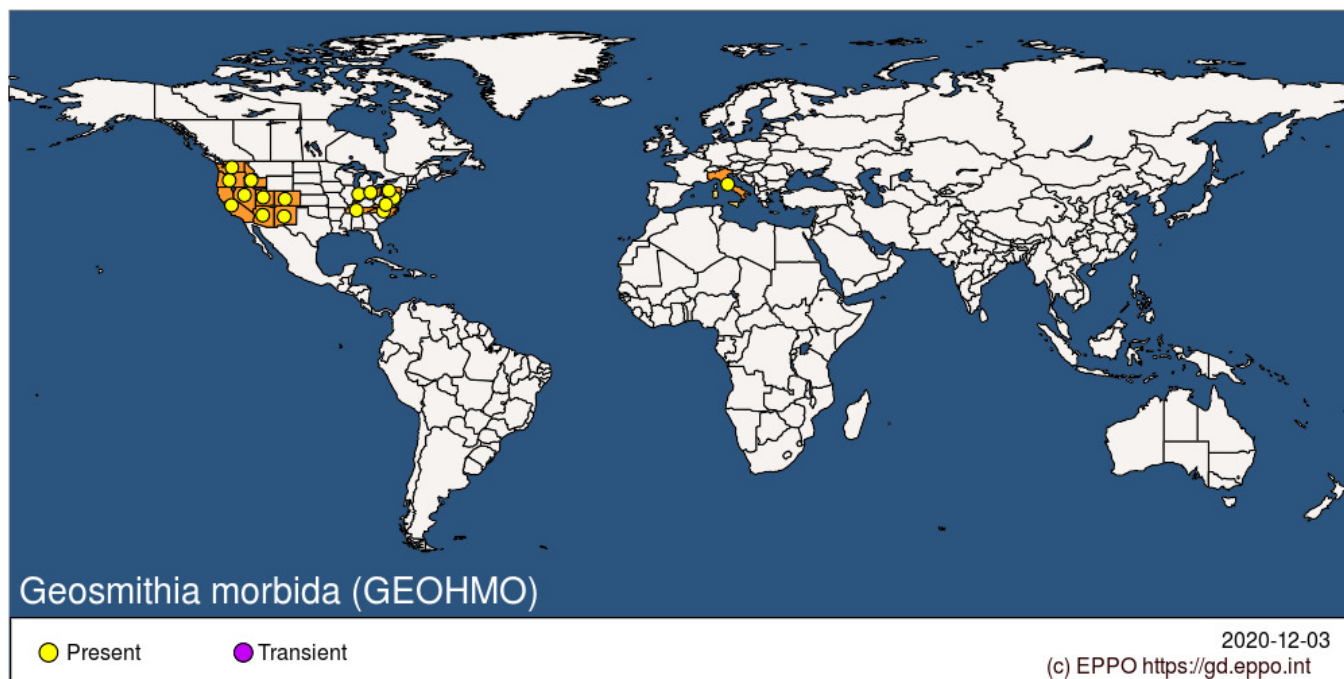 Geosmithia morbida (GEOHMO)
Present
Transient
2020-12-03
(c) EPPO https://gd.eppo.int